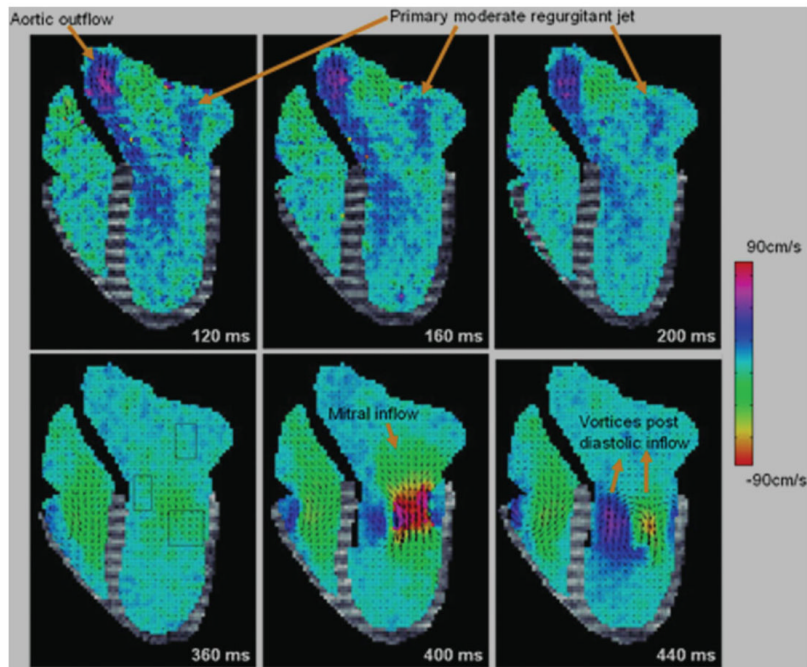 Aortic outflow
Primary moderate regurgitant jet
120 ms
160 ms
200 ms
90cm/s
-90cm/s
Mitral inflow
Vortices post
diastolic inflow
360 ms
400 ms
440 ms